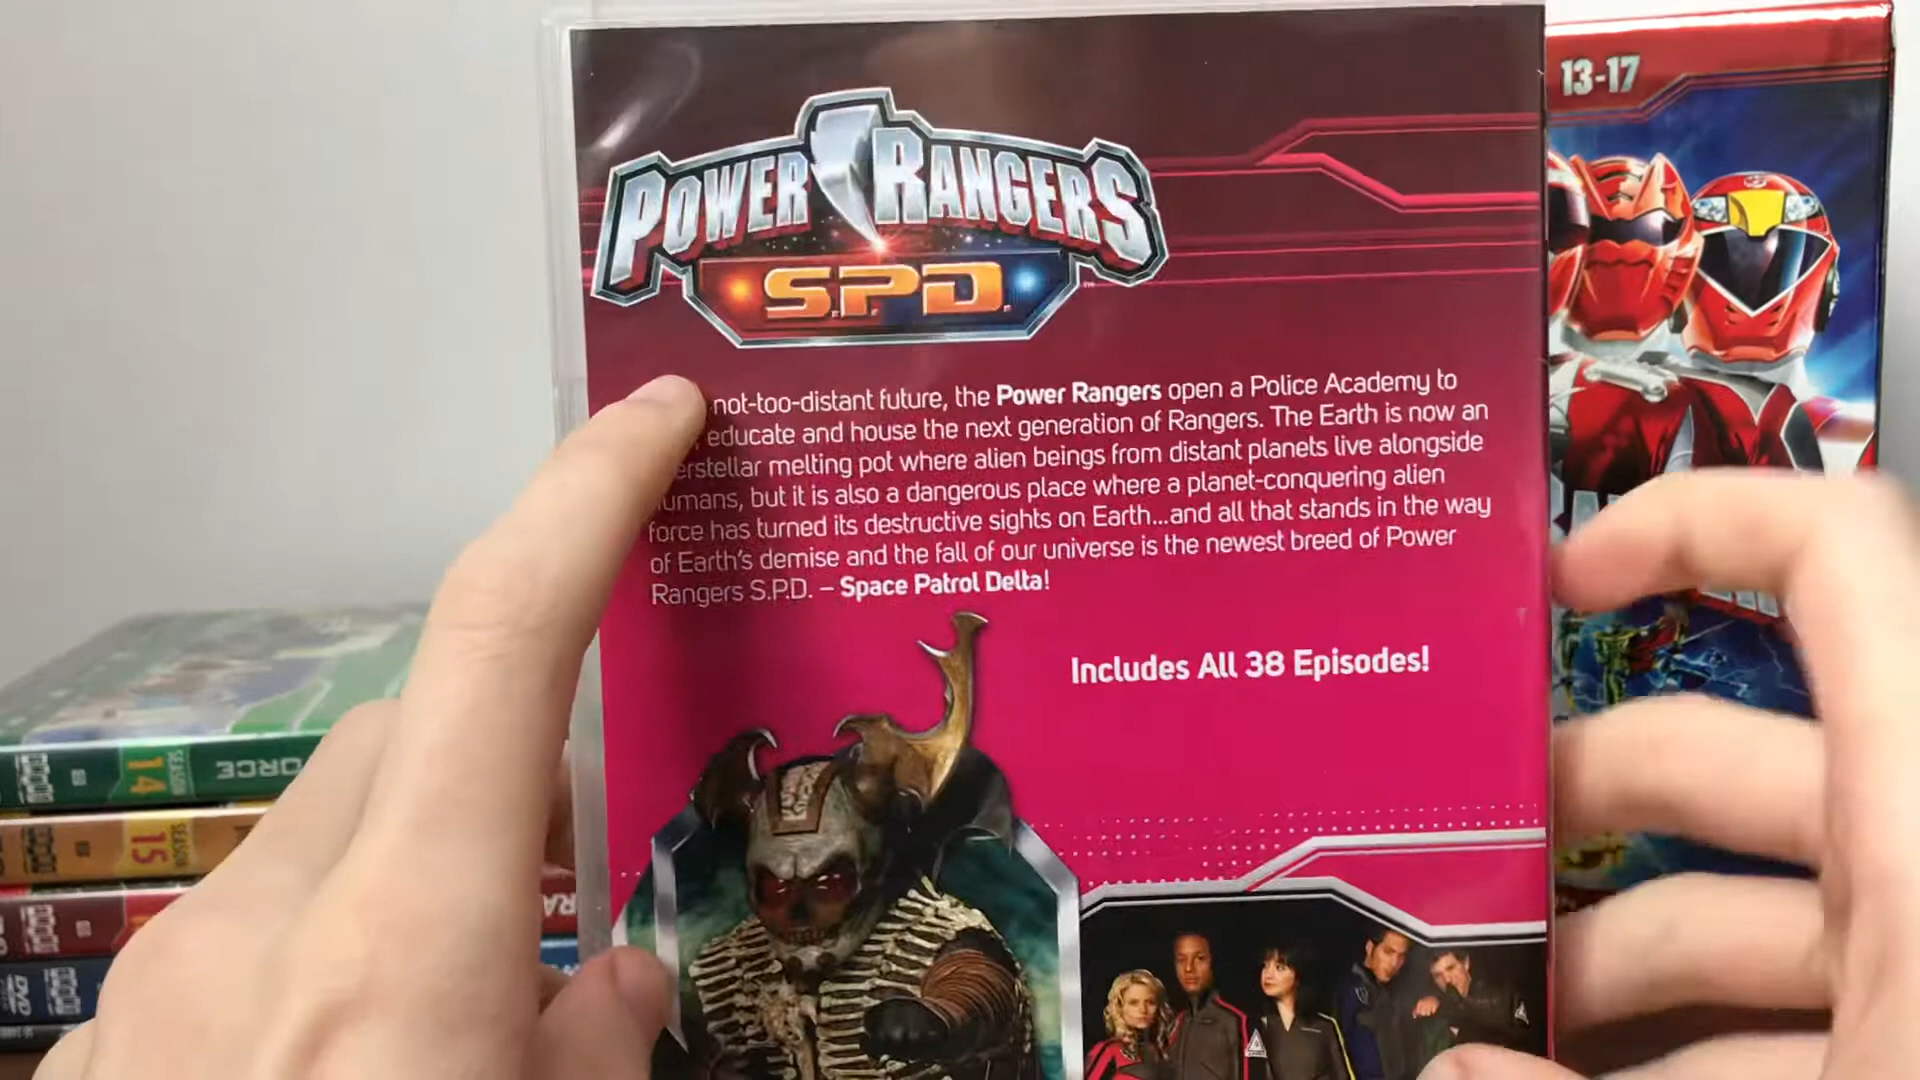 13-17
POWER RANGERS
S.P.D.
not-too-distant future, the Power Rangers open a Police Academy to
educate and house the next generation of Rangers. The Earth is now an
erstellar melting pot where alien beings from distant planets live alongside
umans, but it is also a dangerous place where a planet-conquering alien
force has turned its destructive sights on Earth...and all that stands in the way
of Earth's demise and the fall of our universe is the newest breed of Power
Rangers S.P.D. – Space Patrol Delta!
Includes All 38 Episodes!
SEASON
14
ORCE
SEASON
15
RA
DVD